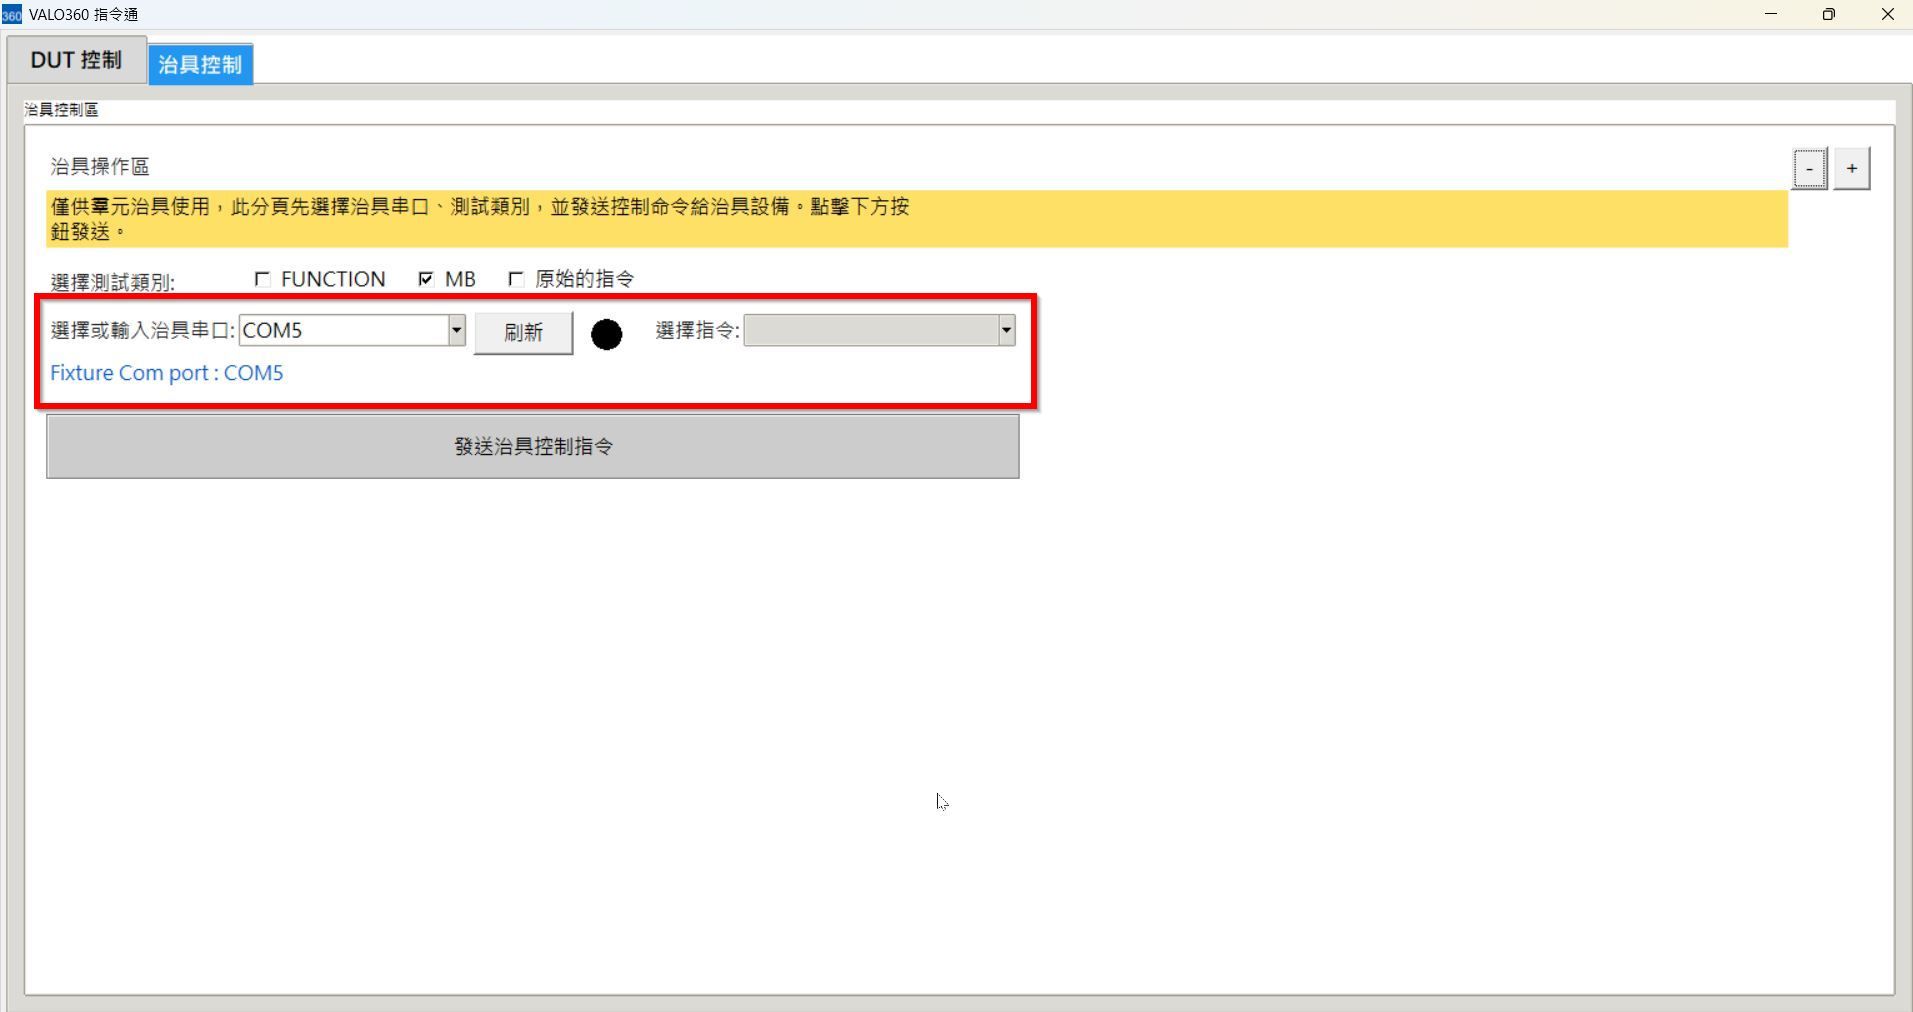 360 VALO360 指令通
DUT 控制 治具控制
治具控制區
治具操作區
- +
僅供羣元治具使用，此分頁先選擇治具串口、測試類別，並發送控制命令給治具設備。點擊下方按
鈕發送。
選擇測試類別: FUNCTION MB 原始的指令
選擇或輸入治具串口: COM5 刷新 選擇指令:
Fixture Com port : COM5
發送治具控制指令